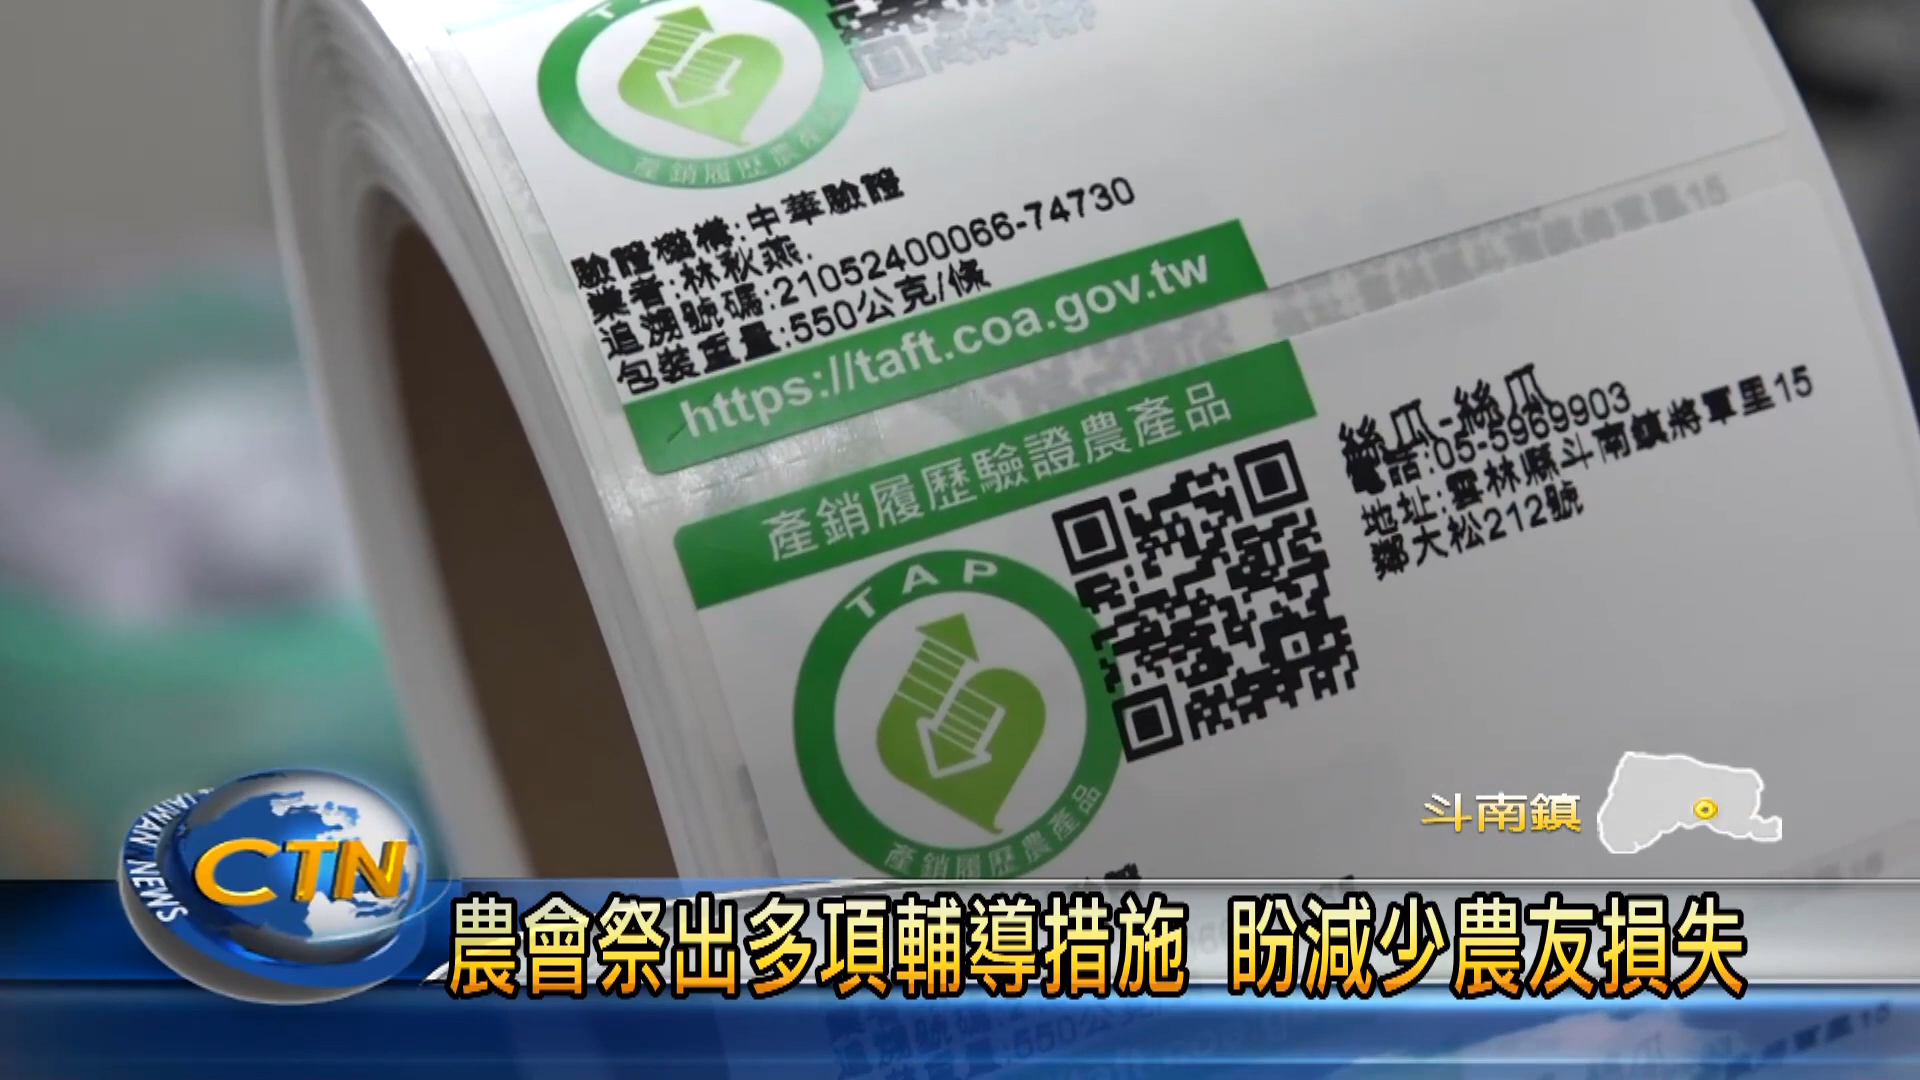 產銷履歷農
驗證機構:中華驗證
業者:林秋燕.
追溯號碼:21052400066-74730
包裝重量:550公克/條
https://taft.coa.gov.tw
產銷履歷驗證農產品
TAP
產銷履歷農產品
絲瓜-絲瓜
電話:05-5969903
地址:雲林縣斗南鎮將軍里15
鄰大松212號
斗南鎮
TAIWAN NEWS
CTN
農會祭出多項輔導措施 盼減少農友損失